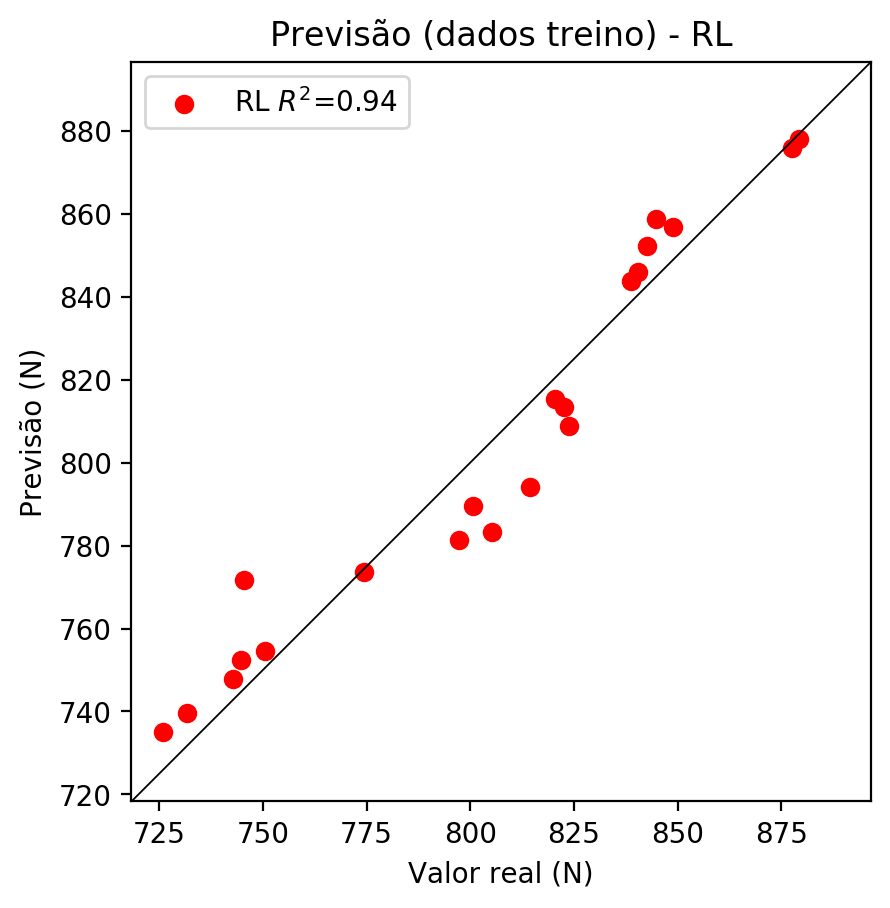 Previsão (dados treino) - RL
RL R²=0.94
Previsão (N)
880
860
840
820
800
780
760
740
720
725 750 775 800 825 850 875
Valor real (N)